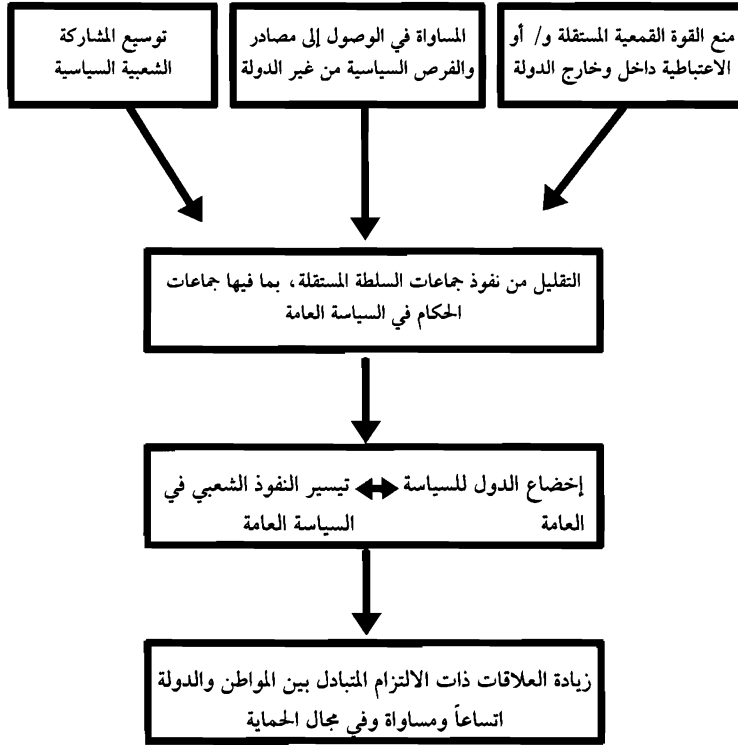 منع القوة القمعية المستقلة و/ أو
الاعتباطية داخل وخارج الدولة
المساواة في الوصول إلى مصادر
والفرص السياسية من غير الدولة
توسيع المشاركة
الشعبية السياسية
التقليل من نفوذ جماعات السلطة المستقلة، بما فيها جماعات
الحكام في السياسة العامة
إخضاع الدول للسياسة
العامة
تيسير النفوذ الشعبي في
السياسة العامة
زيادة العلاقات ذات الالتزام المتبادل بين المواطن والدولة
اتساعاً ومساواة وفي مجال الحماية